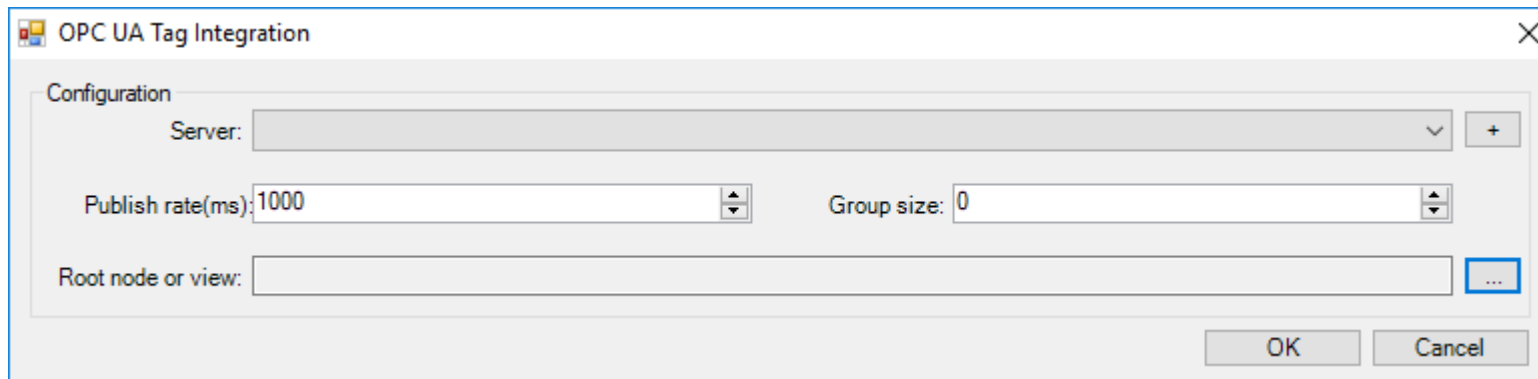 OPC UA Tag Integration
Configuration
Server: +
Publish rate(ms): 1000 Group size: 0
Root node or view: ...
OK Cancel